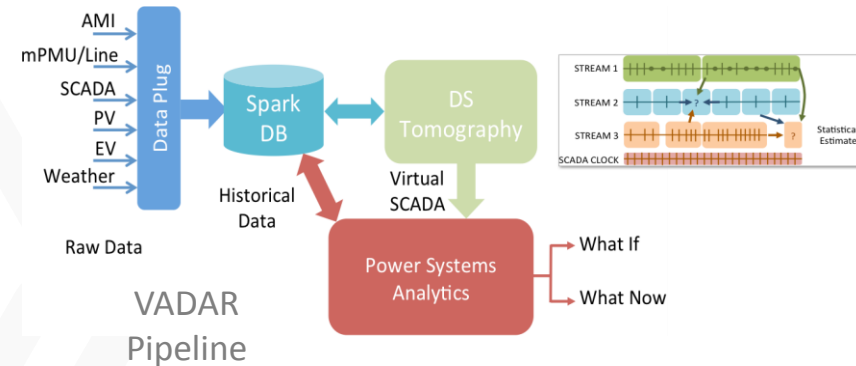 AMI
mPMU/Line
SCADA
PV
EV
Weather
Raw Data
Data Plug
Spark
DB
Historical
Data
DS
Tomography
Virtual
SCADA
Power Systems
Analytics
What If
What Now
VADAR
Pipeline
STREAM 1
STREAM 2
?
STREAM 3
?
SCADA CLOCK
Statistical
Estimate